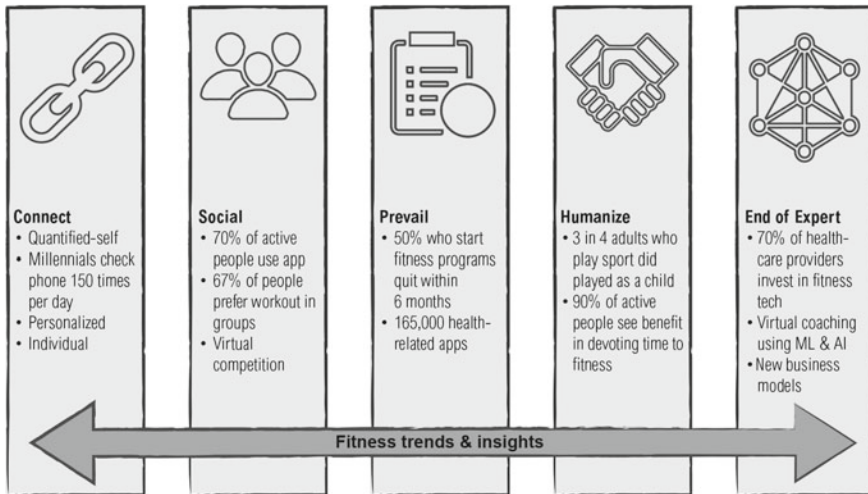 Connect
• Quantified-self
• Millennials check
phone 150 times
per day
• Personalized
• Individual
Social
• 70% of active
people use app
• 67% of people
prefer workout in
groups
• Virtual
competition
Prevail
• 50% who start
fitness programs
quit within
6 months
• 165,000 health-
related apps
Humanize
• 3 in 4 adults who
play sport did
played as a child
• 90% of active
people see benefit
in devoting time to
fitness
End of Expert
• 70% of health-
care providers
invest in fitness
tech
• Virtual coaching
using ML & AI
• New business
models
Fitness trends & insights